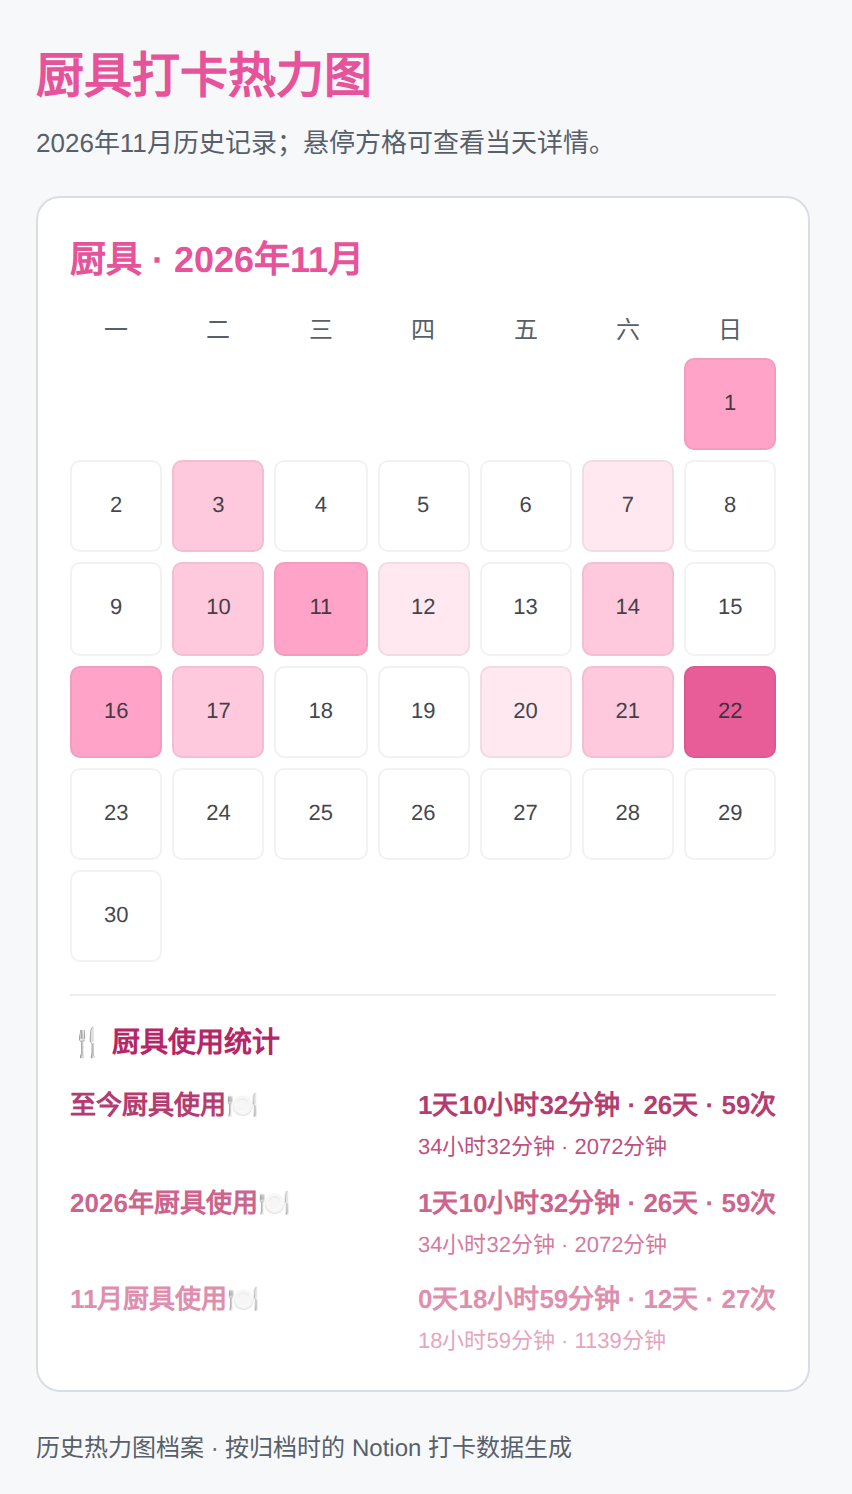 厨具打卡热力图
2026年11月历史记录；悬停方格可查看当天详情。
厨具 · 2026年11月
一 二 三 四 五 六 日
1
2 3 4 5 6 7 8
9 10 11 12 13 14 15
16 17 18 19 20 21 22
23 24 25 26 27 28 29
30
🍴 厨具使用统计
至今厨具使用🍽️ 1天10小时32分钟 · 26天 · 59次
34小时32分钟 · 2072分钟
2026年厨具使用🍽️ 1天10小时32分钟 · 26天 · 59次
34小时32分钟 · 2072分钟
11月厨具使用🍽️ 0天18小时59分钟 · 12天 · 27次
18小时59分钟 · 1139分钟
历史热力图档案 · 按归档时的 Notion 打卡数据生成